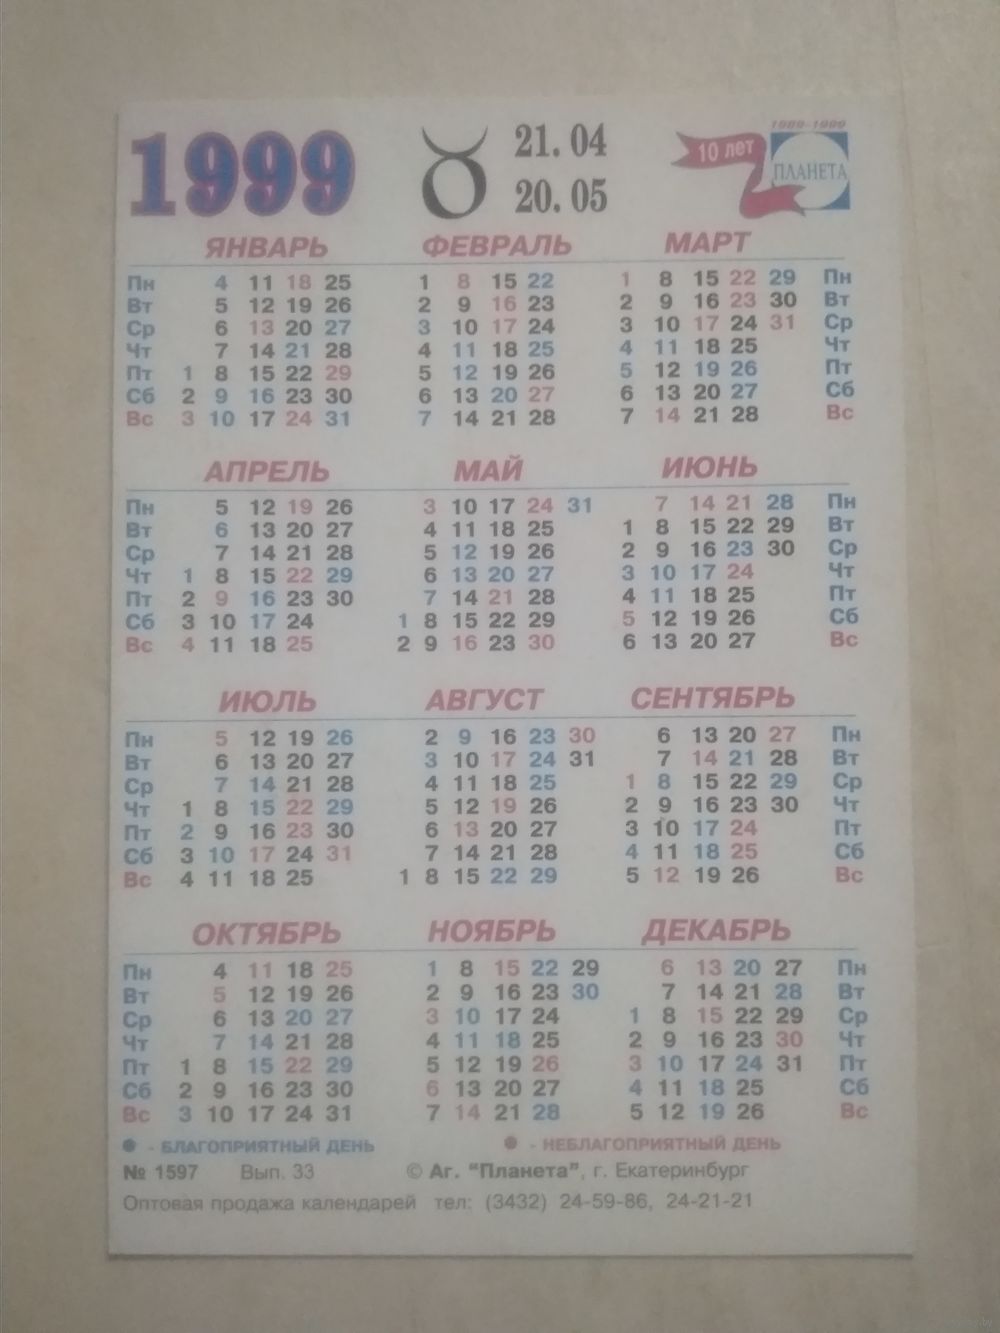 1999 21.04 1989-1999
20.05 10 лет ПЛАНЕТА
ЯНВАРЬ ФЕВРАЛЬ МАРТ
Пн 4 11 18 25 1 8 15 22 1 8 15 22 29 Пн
Вт 5 12 19 26 2 9 16 23 2 9 16 23 30 Вт
Ср 6 13 20 27 3 10 17 24 3 10 17 24 31 Ср
Чт 7 14 21 28 4 11 18 25 4 11 18 25 Чт
Пт 1 8 15 22 29 5 12 19 26 5 12 19 26 Пт
Сб 2 9 16 23 30 6 13 20 27 6 13 20 27 Сб
Вс 3 10 17 24 31 7 14 21 28 7 14 21 28 Вс
АПРЕЛЬ МАЙ ИЮНЬ
Пн 5 12 19 26 3 10 17 24 31 7 14 21 28 Пн
Вт 6 13 20 27 4 11 18 25 1 8 15 22 29 Вт
Ср 7 14 21 28 5 12 19 26 2 9 16 23 30 Ср
Чт 1 8 15 22 29 6 13 20 27 3 10 17 24 Чт
Пт 2 9 16 23 30 7 14 21 28 4 11 18 25 Пт
Сб 3 10 17 24 1 8 15 22 29 5 12 19 26 Сб
Вс 4 11 18 25 2 9 16 23 30 6 13 20 27 Вс
ИЮЛЬ АВГУСТ СЕНТЯБРЬ
Пн 5 12 19 26 2 9 16 23 30 6 13 20 27 Пн
Вт 6 13 20 27 3 10 17 24 31 7 14 21 28 Вт
Ср 7 14 21 28 4 11 18 25 1 8 15 22 29 Ср
Чт 1 8 15 22 29 5 12 19 26 2 9 16 23 30 Чт
Пт 2 9 16 23 30 6 13 20 27 3 10 17 24 Пт
Сб 3 10 17 24 31 7 14 21 28 4 11 18 25 Сб
Вс 4 11 18 25 1 8 15 22 29 5 12 19 26 Вс
ОКТЯБРЬ НОЯБРЬ ДЕКАБРЬ
Пн 4 11 18 25 1 8 15 22 29 6 13 20 27 Пн
Вт 5 12 19 26 2 9 16 23 30 7 14 21 28 Вт
Ср 6 13 20 27 3 10 17 24 1 8 15 22 29 Ср
Чт 7 14 21 28 4 11 18 25 2 9 16 23 30 Чт
Пт 1 8 15 22 29 5 12 19 26 3 10 17 24 31 Пт
Сб 2 9 16 23 30 6 13 20 27 4 11 18 25 Сб
Вс 3 10 17 24 31 7 14 21 28 5 12 19 26 Вс
- БЛАГОПРИЯТНЫЙ ДЕНЬ - НЕБЛАГОПРИЯТНЫЙ ДЕНЬ
№ 1597 Вып. 33 © Аг. "Планета", г. Екатеринбург
Оптовая продажа календарей тел: (3432) 24-59-86, 24-21-21